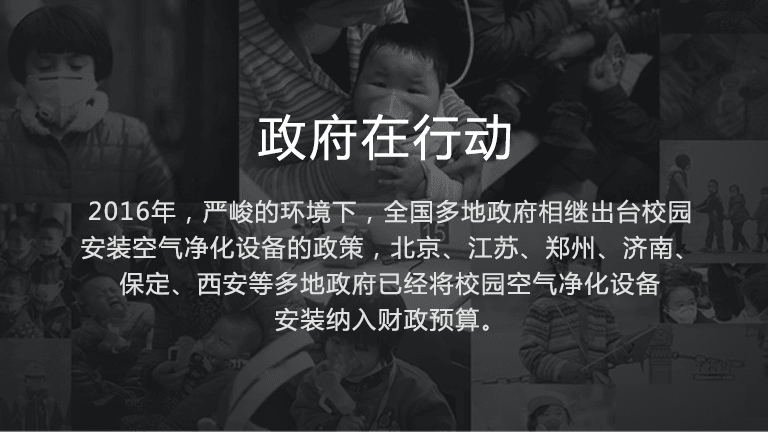 政府在行动
2016年，严峻的环境下，全国多地政府相继出台校园
安装空气净化设备的政策，北京、江苏、郑州、济南、
保定、西安等多地政府已经将校园空气净化设备
安装纳入财政预算。